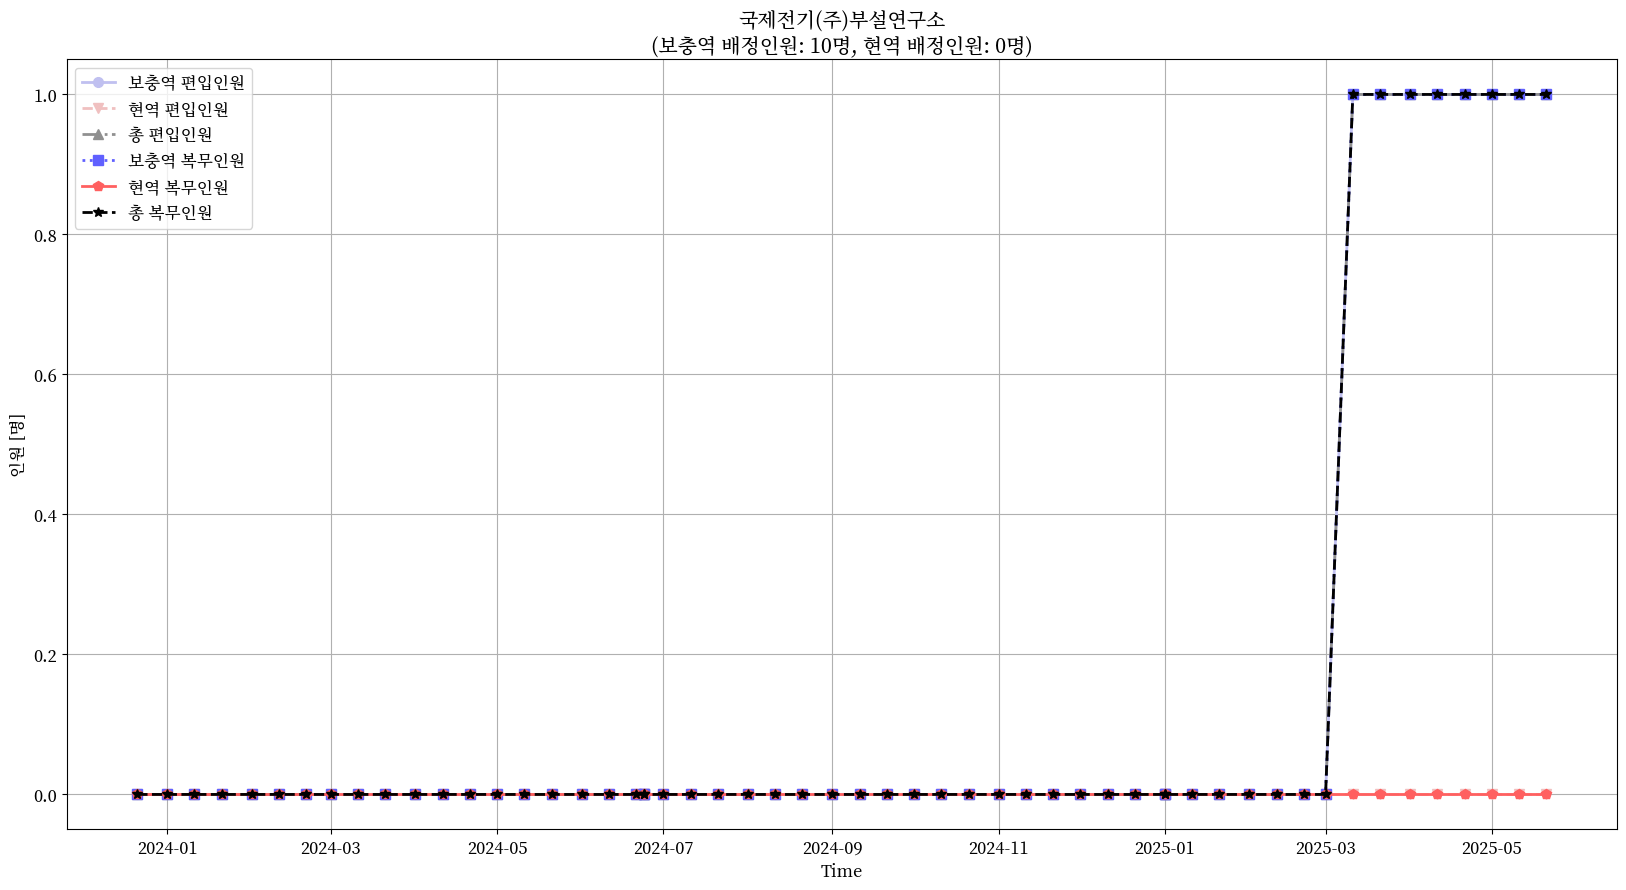 국제전기(주)부설연구소
(보충역 배정인원: 10명, 현역 배정인원: 0명)
보충역 편입인원
현역 편입인원
총 편입인원
보충역 복무인원
현역 복무인원
총 복무인원
인원 [명]
1.0
0.8
0.6
0.4
0.2
0.0
2024-01
2024-03
2024-05
2024-07
2024-09
2024-11
2025-01
2025-03
2025-05
Time